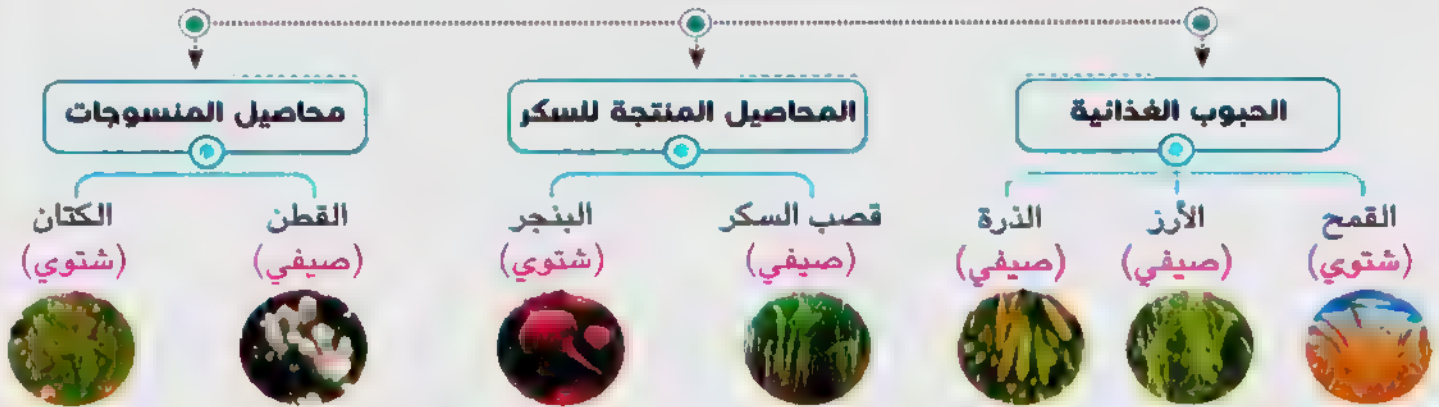 الحبوب الغذائية
المحاصيل المنتجة للسكر
محاصيل المنسوجات
القمح
(شتوي)
الأرز
(صيفي)
الذرة
(صيفي)
قصب السكر
(صيفي)
البنجر
(شتوي)
القطن
(صيفي)
الكتان
(شتوي)